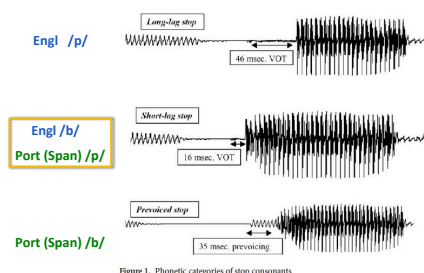 Long-lag stop
Engl /p/
46 msec. VOT
Short-lag stop
Engl /b/
Port (Span) /p/
16 msec. VOT
Prevoiced stop
Port (Span) /b/
35 msec. prevoicing
Figure 1. Phonetic categories of stop consonants